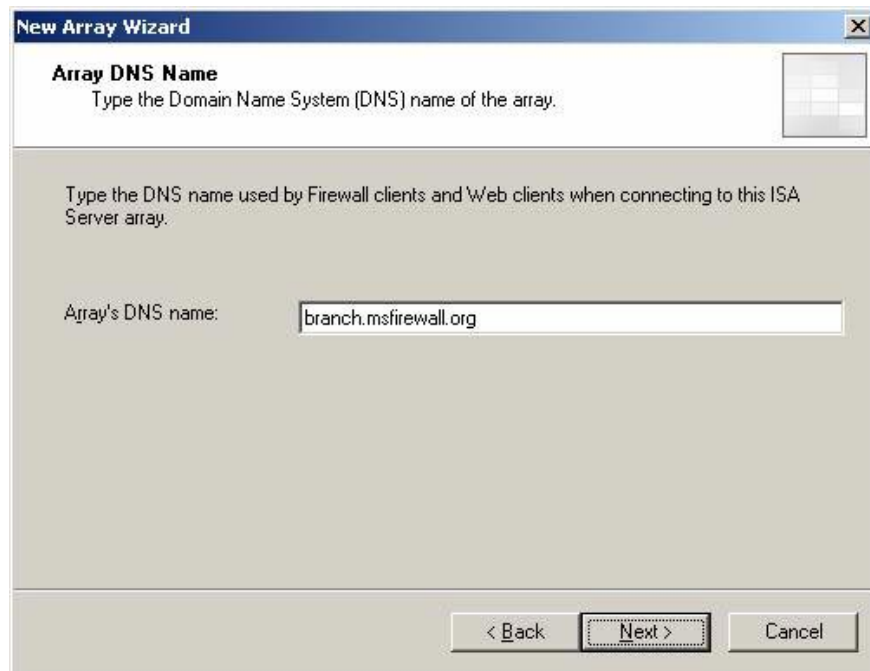 New Array Wizard
Array DNS Name
Type the Domain Name System (DNS) name of the array.
Type the DNS name used by Firewall clients and Web clients when connecting to this ISA
Server array.
Array's DNS name:
branch.msfirewall.org
< Back
Next >
Cancel